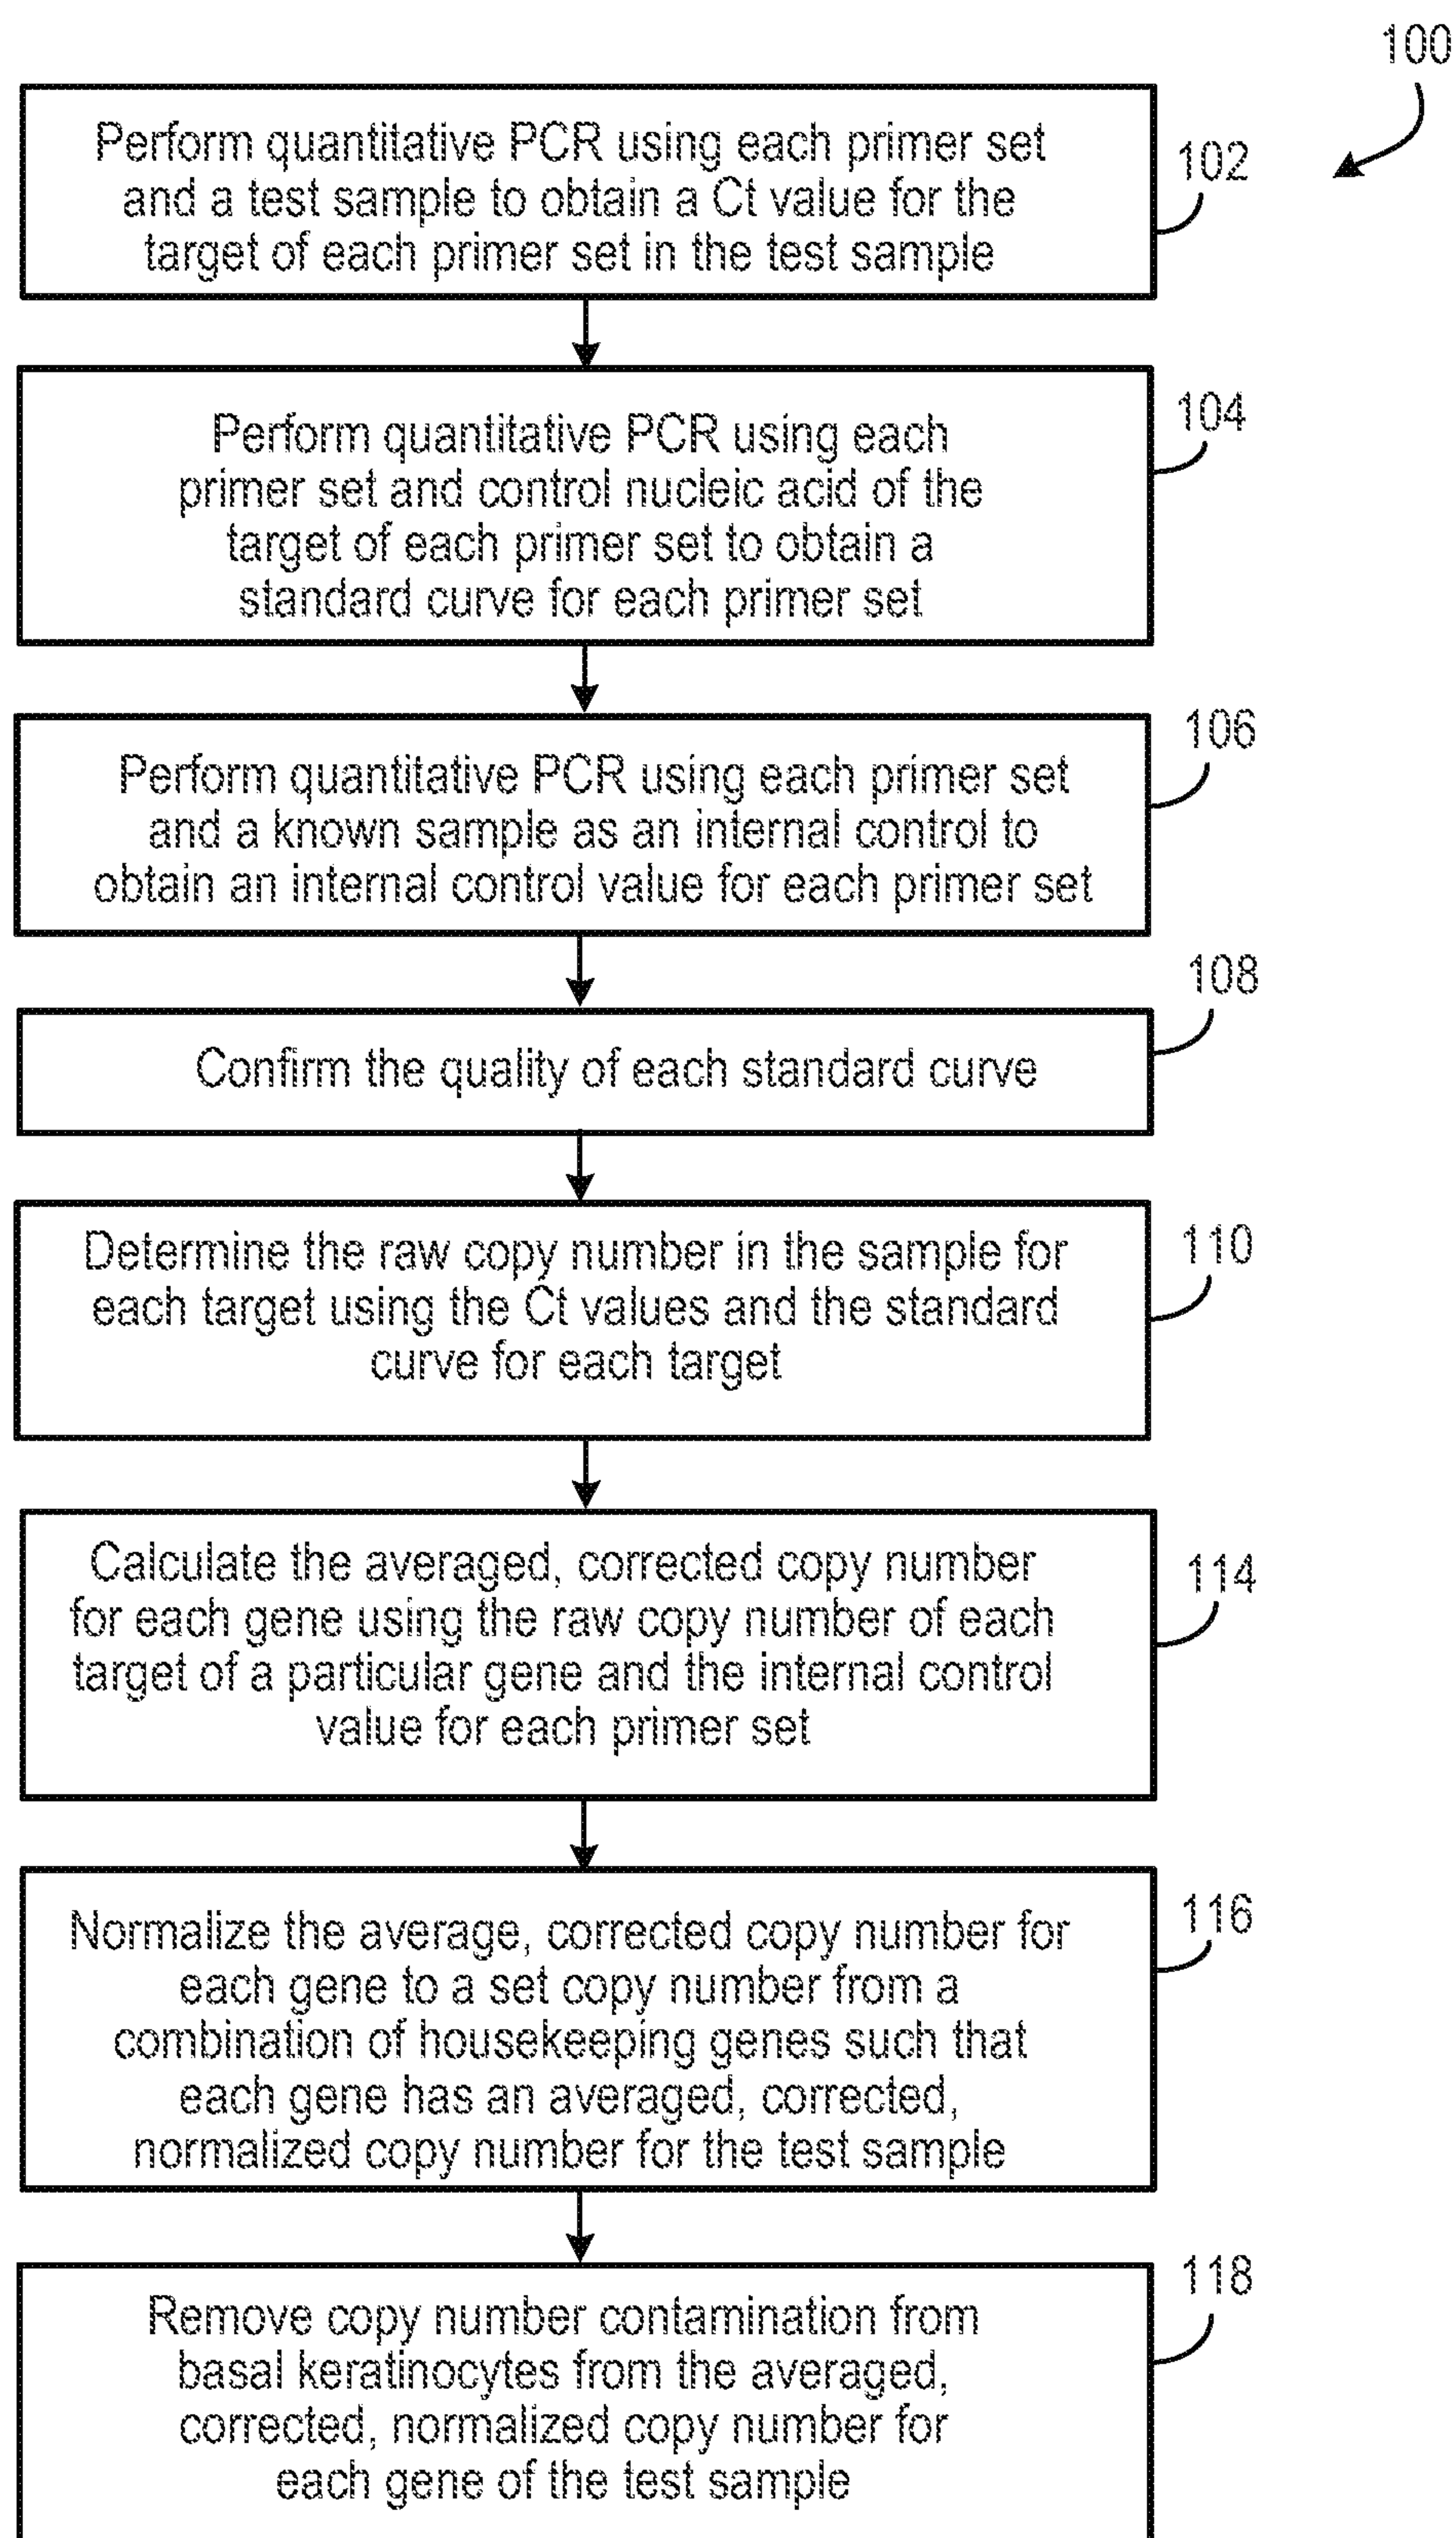 100
Perform quantitative PCR using each primer set
and a test sample to obtain a Ct value for the
target of each primer set in the test sample
102
Perform quantitative PCR using each
primer set and control nucleic acid of the
target of each primer set to obtain a
standard curve for each primer set
104
Perform quantitative PCR using each primer set
and a known sample as an internal control to
obtain an internal control value for each primer set
106
Confirm the quality of each standard curve
108
Determine the raw copy number in the sample for
each target using the Ct values and the standard
curve for each target
110
Calculate the averaged, corrected copy number
for each gene using the raw copy number of each
target of a particular gene and the internal control
value for each primer set
114
Normalize the average, corrected copy number for
each gene to a set copy number from a
combination of housekeeping genes such that
each gene has an averaged, corrected,
normalized copy number for the test sample
116
Remove copy number contamination from
basal keratinocytes from the averaged,
corrected, normalized copy number for
each gene of the test sample
118